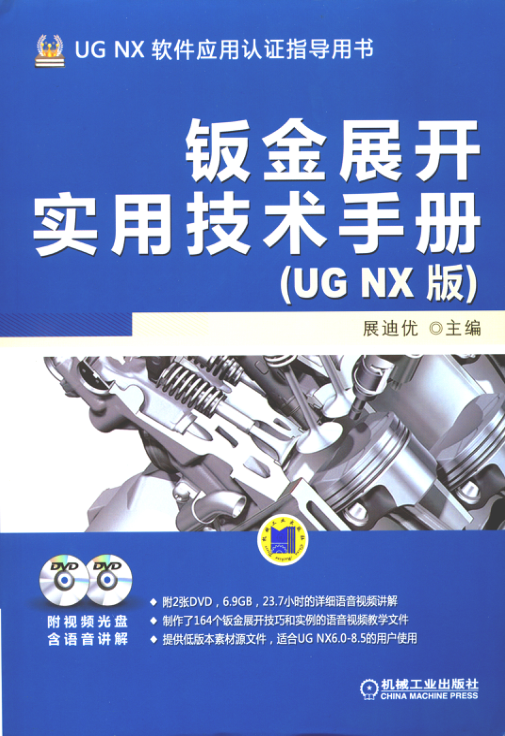 UG NX 软件应用认证指导用书
钣金展开
实用技术手册
(UG NX 版)
展迪优 ◎主编
DVD DVD
附视频光盘
含语音讲解
◆ 附2张DVD，6.9GB，23.7小时的详细语音视频讲解
◆ 制作了164个钣金展开技巧和实例的语音视频教学文件
◆ 提供低版本素材源文件，适合UG NX6.0-8.5的用户使用
机械工业出版社
CHINA MACHINE PRESS